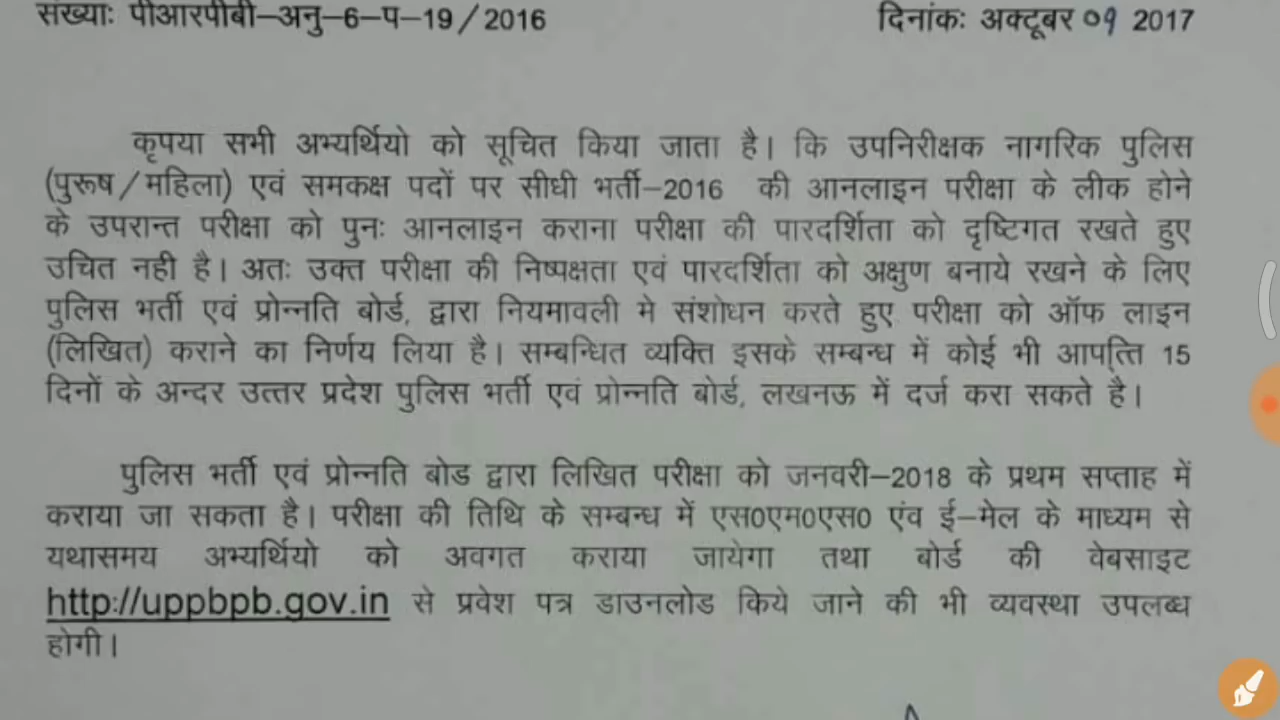 संख्याः पीआरपीबी–अनु–6–प–19/2016 दिनांकः अक्टूबर 09 2017
कृपया सभी अभ्यर्थियो को सूचित किया जाता है। कि उपनिरीक्षक नागरिक पुलिस
(पुरूष/महिला) एवं समकक्ष पदों पर सीधी भर्ती–2016 की आनलाइन परीक्षा के लीक होने
के उपरान्त परीक्षा को पुनः आनलाइन कराना परीक्षा की पारदर्शिता को दृष्टिगत रखते हुए
उचित नही है। अतः उक्त परीक्षा की निष्पक्षता एवं पारदर्शिता को अक्षुण बनाये रखने के लिए
पुलिस भर्ती एवं प्रोन्नति बोर्ड, द्वारा नियमावली मे संशोधन करते हुए परीक्षा को ऑफ लाइन
(लिखित) कराने का निर्णय लिया है। सम्बन्धित व्यक्ति इसके सम्बन्ध में कोई भी आपत्ति 15
दिनों के अन्दर उत्तर प्रदेश पुलिस भर्ती एवं प्रोन्नति बोर्ड, लखनऊ में दर्ज करा सकते है।
पुलिस भर्ती एवं प्रोन्नति बोड द्वारा लिखित परीक्षा को जनवरी–2018 के प्रथम सप्ताह में
कराया जा सकता है। परीक्षा की तिथि के सम्बन्ध में एस0एम0एस0 एंव ई–मेल के माध्यम से
यथासमय अभ्यर्थियो को अवगत कराया जायेगा तथा बोर्ड की वेबसाइट
http://uppbpb.gov.in से प्रवेश पत्र डाउनलोड किये जाने की भी व्यवस्था उपलब्ध
होगी।